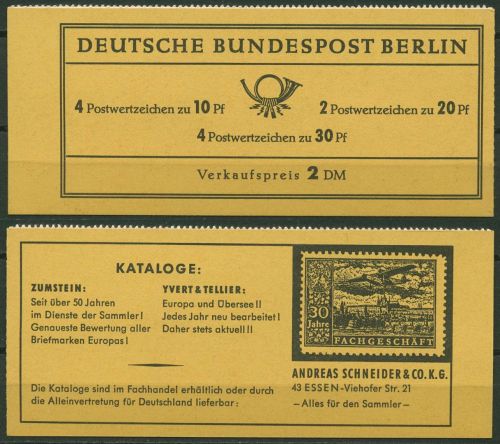 DEUTSCHE BUNDESPOST BERLIN
4 Postwertzeichen zu 10 Pf
2 Postwertzeichen zu 20 Pf
4 Postwertzeichen zu 30 Pf
Verkaufspreis 2 DM
KATALOGE:
ZUMSTEIN:
Seit über 50 Jahren
im Dienste der Sammler!
Genaueste Bewertung aller
Briefmarken Europas!
YVERT & TELLIER:
Europa und Übersee!!
Jedes Jahr neu bearbeitet!
Daher stets aktuell!!
Die Kataloge sind im Fachhandel erhältlich oder durch
die Alleinvertretung für Deutschland lieferbar:
30
Jahre
FACHGESCHÄFT
ANDREAS SCHNEIDER & CO. K.G.
43 ESSEN-Viehofer Str. 21
—Alles für den Sammler—